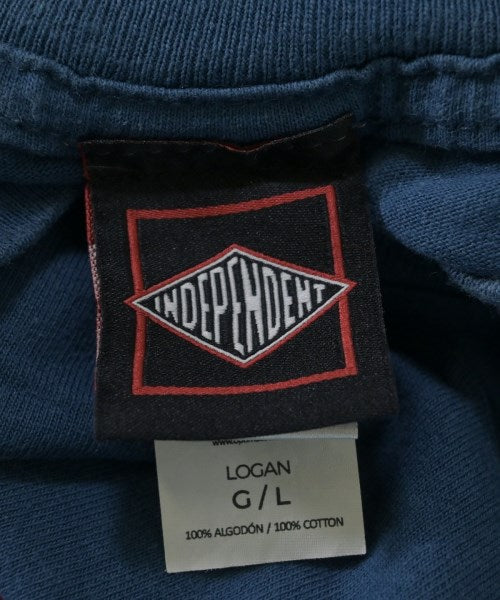 INDEPENDENT
LOGAN
G / L
100% ALGODÓN / 100% COTTON